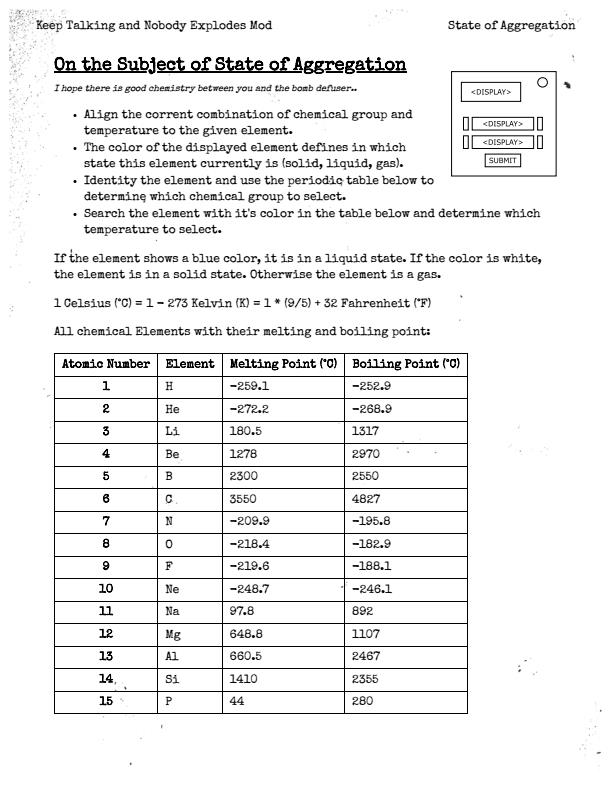 Keep Talking and Nobody Explodes Mod State of Aggregation
On the Subject of State of Aggregation
I hope there is good chemistry between you and the bomb defuser..
<DISPLAY>
<DISPLAY>
<DISPLAY>
SUBMIT
• Align the corrent combination of chemical group and
temperature to the given element.
• The color of the displayed element defines in which
state this element currently is (solid, liquid, gas).
• Identity the element and use the periodic table below to
determine which chemical group to select.
• Search the element with it's color in the table below and determine which
temperature to select.
If the element shows a blue color, it is in a liquid state. If the color is white,
the element is in a solid state. Otherwise the element is a gas.
1 Celsius (°C) = 1 - 273 Kelvin (K) = 1 * (9/5) + 32 Fahrenheit (°F)
All chemical Elements with their melting and boiling point:
Atomic Number Element Melting Point (°C) Boiling Point (°C)
1 H -259.1 -252.9
2 He -272.2 -268.9
3 Li 180.5 1317
4 Be 1278 2970
5 B 2300 2550
6 C 3550 4827
7 N -209.9 -195.8
8 O -218.4 -182.9
9 F -219.6 -188.1
10 Ne -248.7 -246.1
11 Na 97.8 892
12 Mg 648.8 1107
13 Al 660.5 2467
14 Si 1410 2355
15 P 44 280